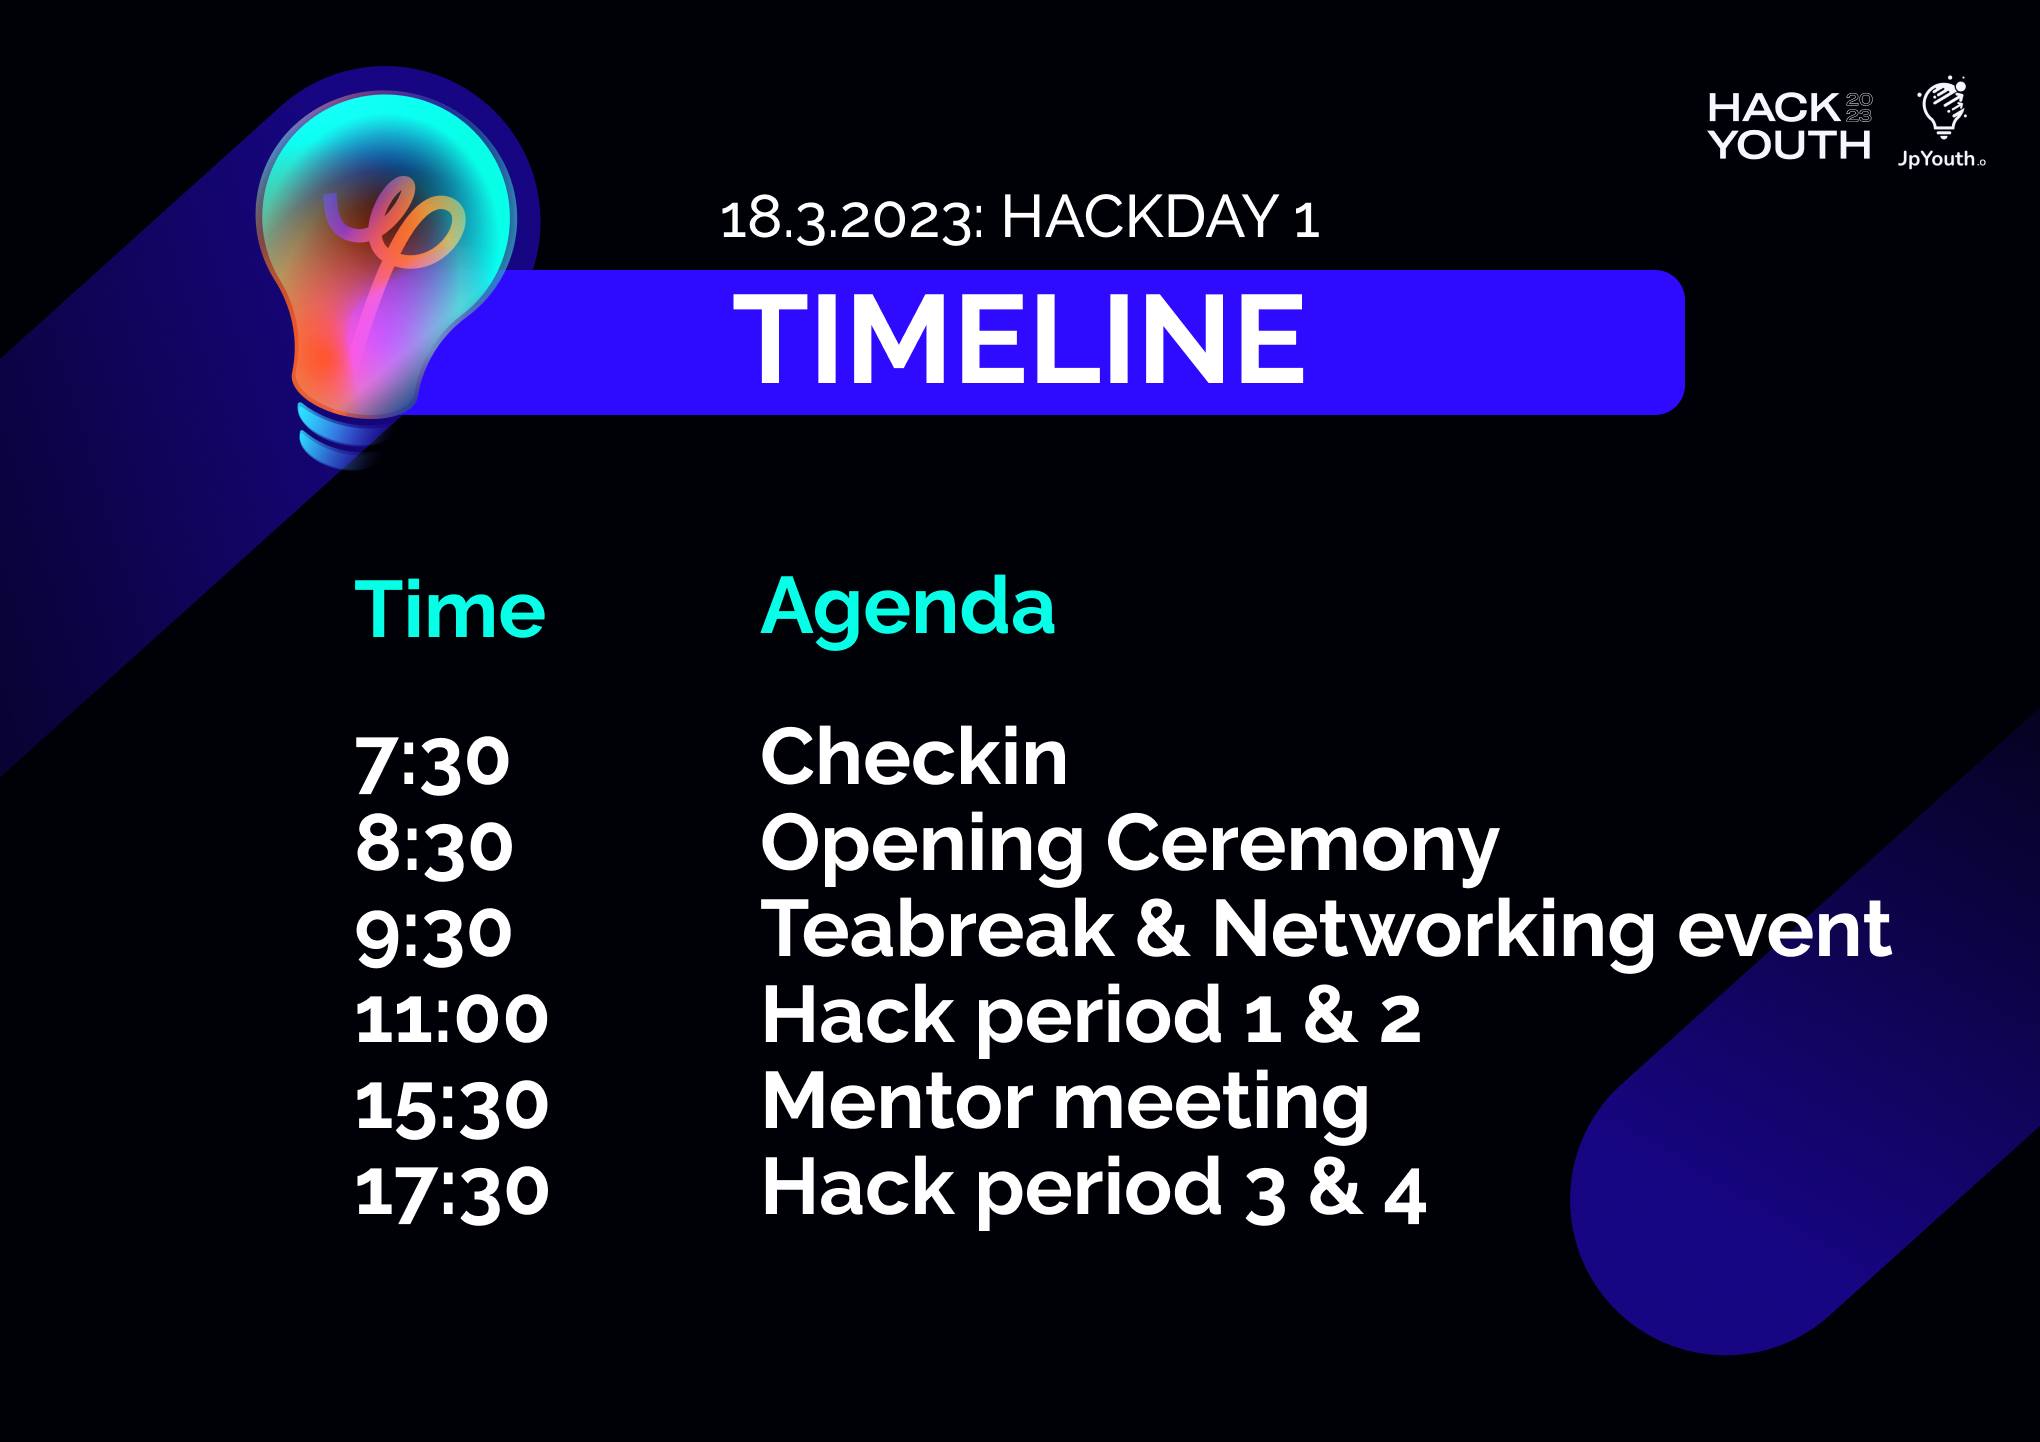 HACK 20
23
YOUTH
JpYouth.o
18.3.2023: HACKDAY 1
TIMELINE
Time Agenda
7:30 Checkin
8:30 Opening Ceremony
9:30 Teabreak & Networking event
11:00 Hack period 1 & 2
15:30 Mentor meeting
17:30 Hack period 3 & 4